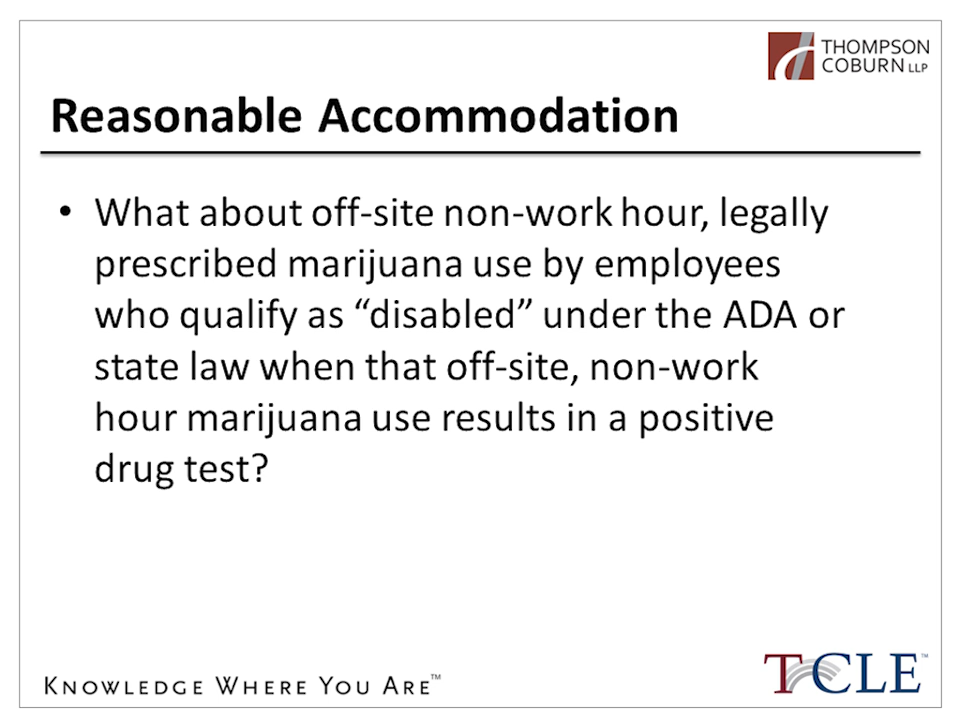 THOMPSON
COBURN LLP
Reasonable Accommodation
• What about off-site non-work hour, legally
prescribed marijuana use by employees
who qualify as “disabled” under the ADA or
state law when that off-site, non-work
hour marijuana use results in a positive
drug test?
KNOWLEDGE WHERE YOU ARE™
TCLE™